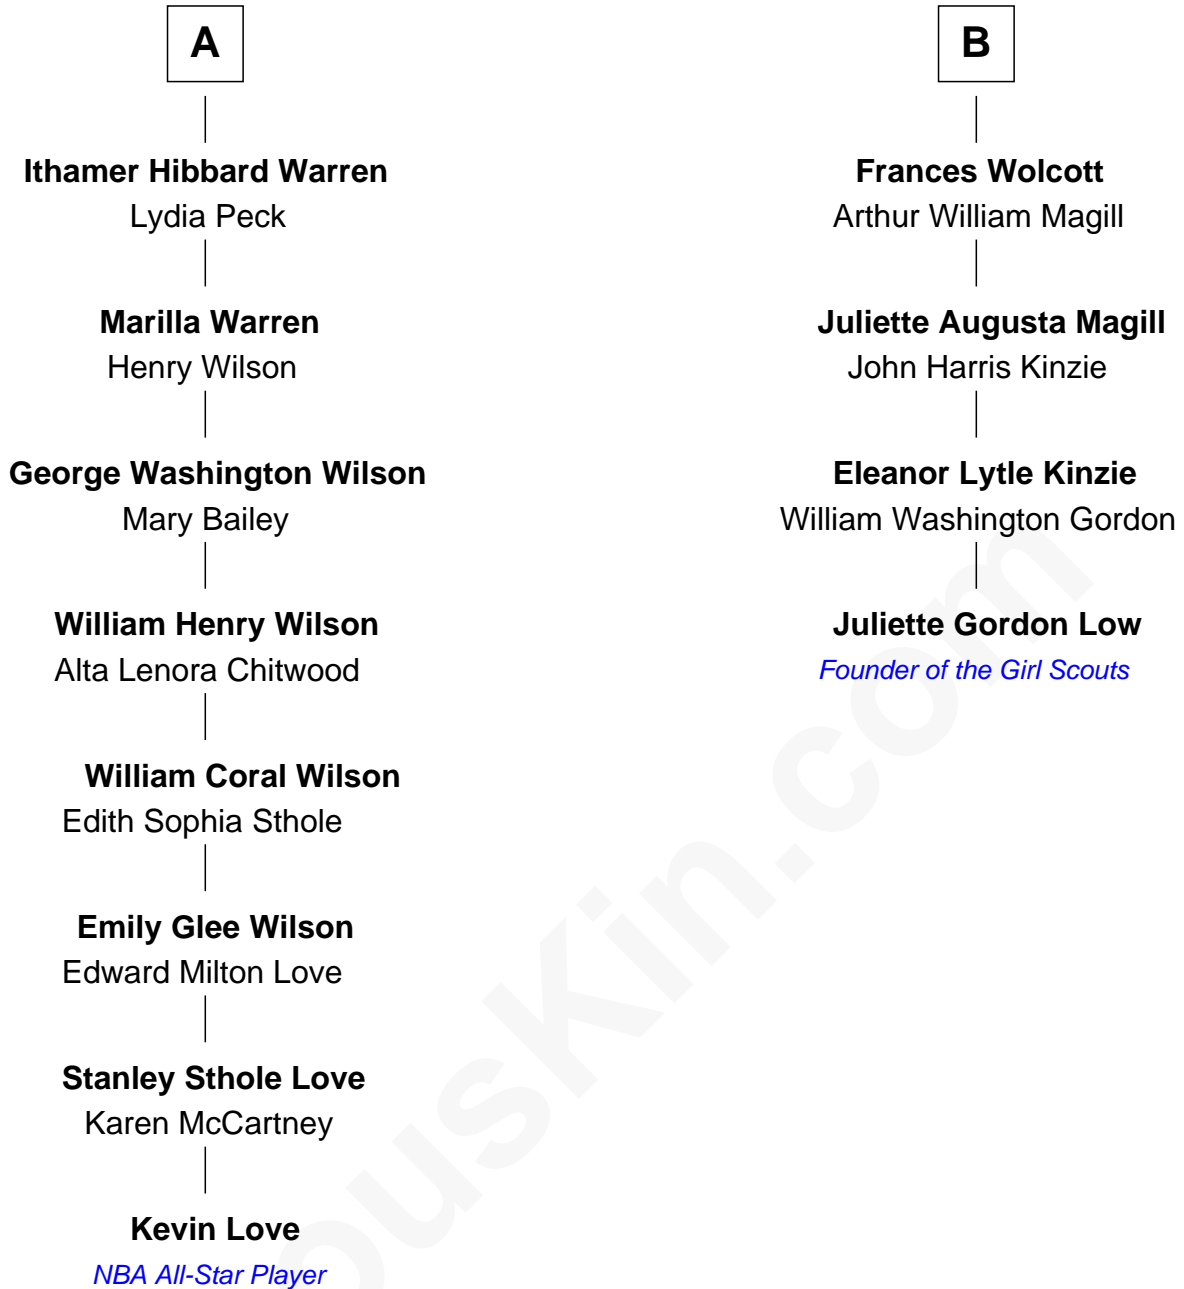 A
Ithamer Hibbard Warren
Lydia Peck
Marilla Warren
Henry Wilson
George Washington Wilson
Mary Bailey
William Henry Wilson
Alta Lenora Chitwood
William Coral Wilson
Edith Sophia Sthole
Emily Glee Wilson
Edward Milton Love
Stanley Sthole Love
Karen McCartney
Kevin Love
NBA All-Star Player
B
Frances Wolcott
Arthur William Magill
Juliette Augusta Magill
John Harris Kinzie
Eleanor Lytle Kinzie
William Washington Gordon
Juliette Gordon Low
Founder of the Girl Scouts
ousKin.com